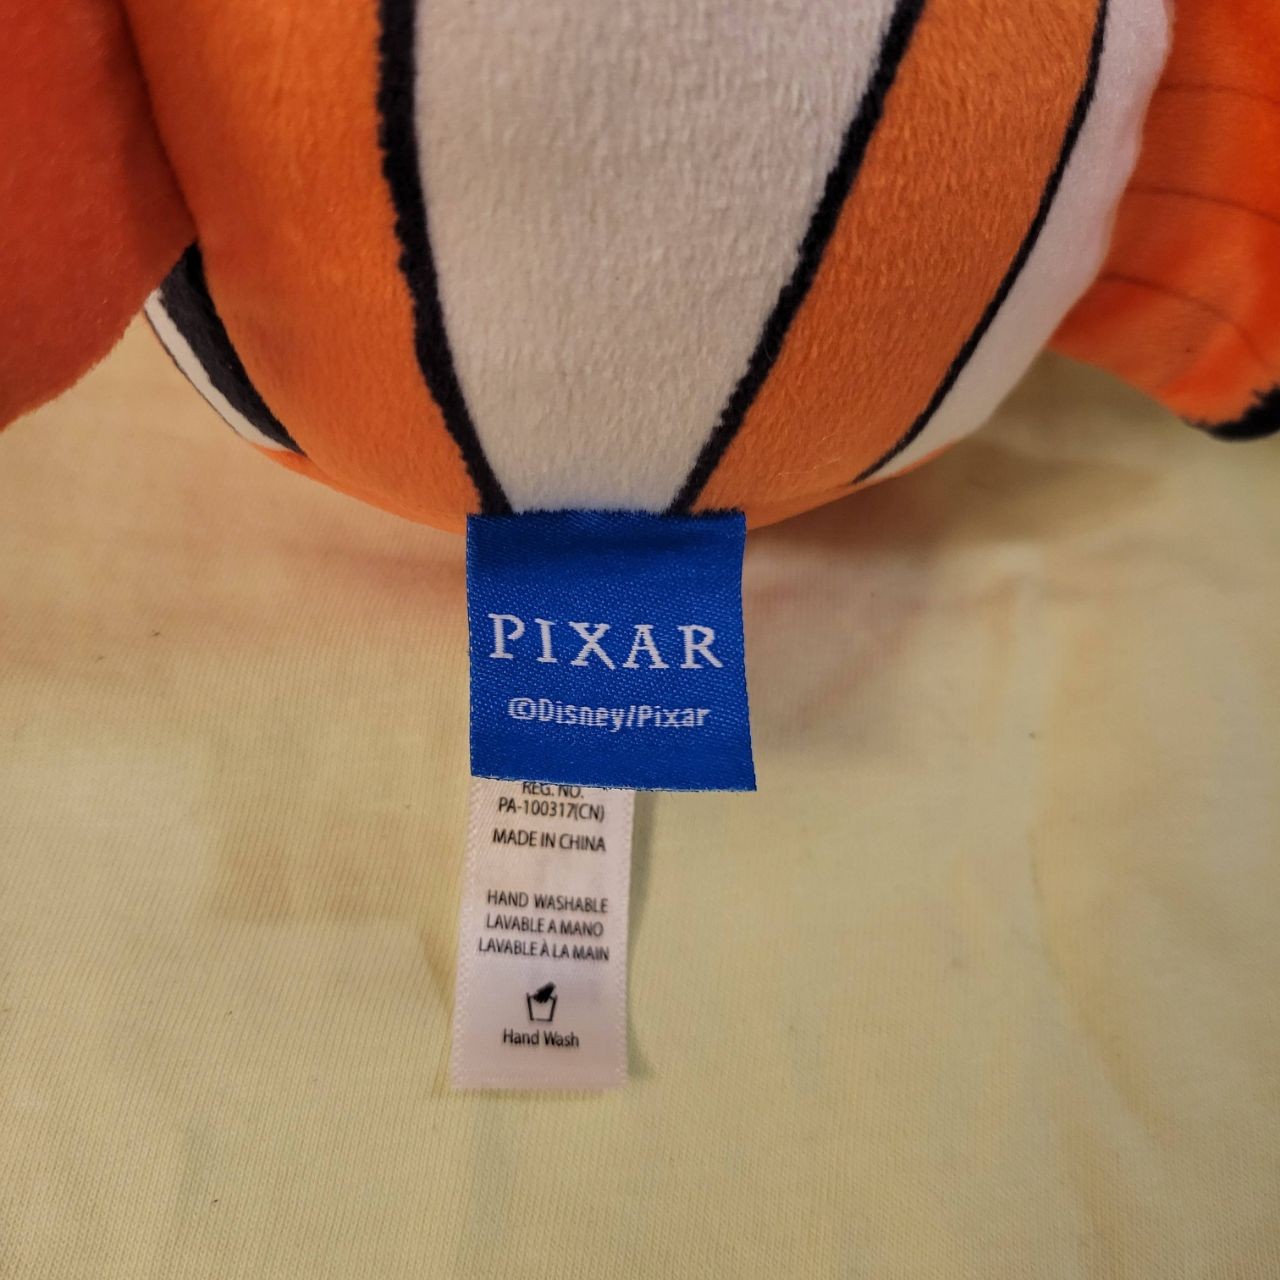 PIXAR
©Disney/Pixar
REG. NO.
PA-100317(CN)
MADE IN CHINA
HAND WASHABLE
LAVABLE A MANO
LAVABLE À LA MAIN
Hand Wash